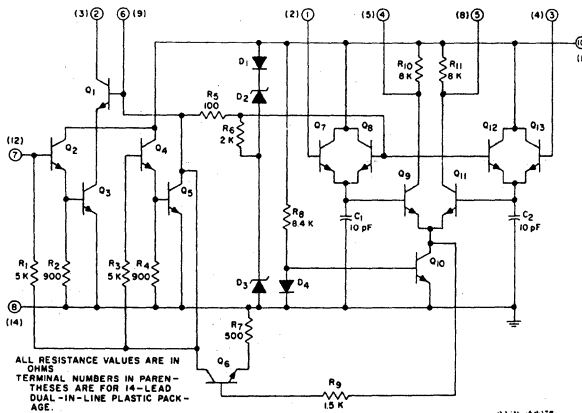 (3) 2
6 (9)
(2) 1
(5) 4
(8) 5
(4) 3
10
Q1
D1
D2
R5
100
R6
2 K
R10
8 K
R11
8 K
Q7
Q8
Q12
Q13
(12)
7
Q2
Q4
Q3
Q5
Q9
Q11
R8
8.4 K
C1
10 pF
C2
10 pF
R1
5 K
R2
900
R3
5 K
R4
900
D3
D4
Q10
8
(14)
R7
500
Q6
R9
1.5 K
ALL RESISTANCE VALUES ARE IN
OHMS
TERMINAL NUMBERS IN PAREN-
THESES ARE FOR 14-LEAD
DUAL-IN-LINE PLASTIC PACK-
AGE.